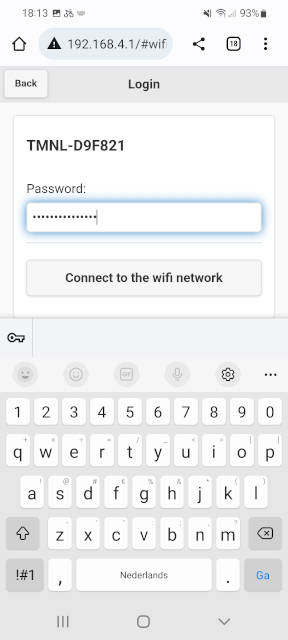 18:13 93%
192.168.4.1/#wif 18
Back Login
TMNL-D9F821
Password:
•••••••••••••••
Connect to the wifi network
GIF
1 2 3 4 5 6 7 8 9 0
q w e r t y u i o p
a s d f g h j k l
z x c v b n m
!#1 , Nederlands . Ga